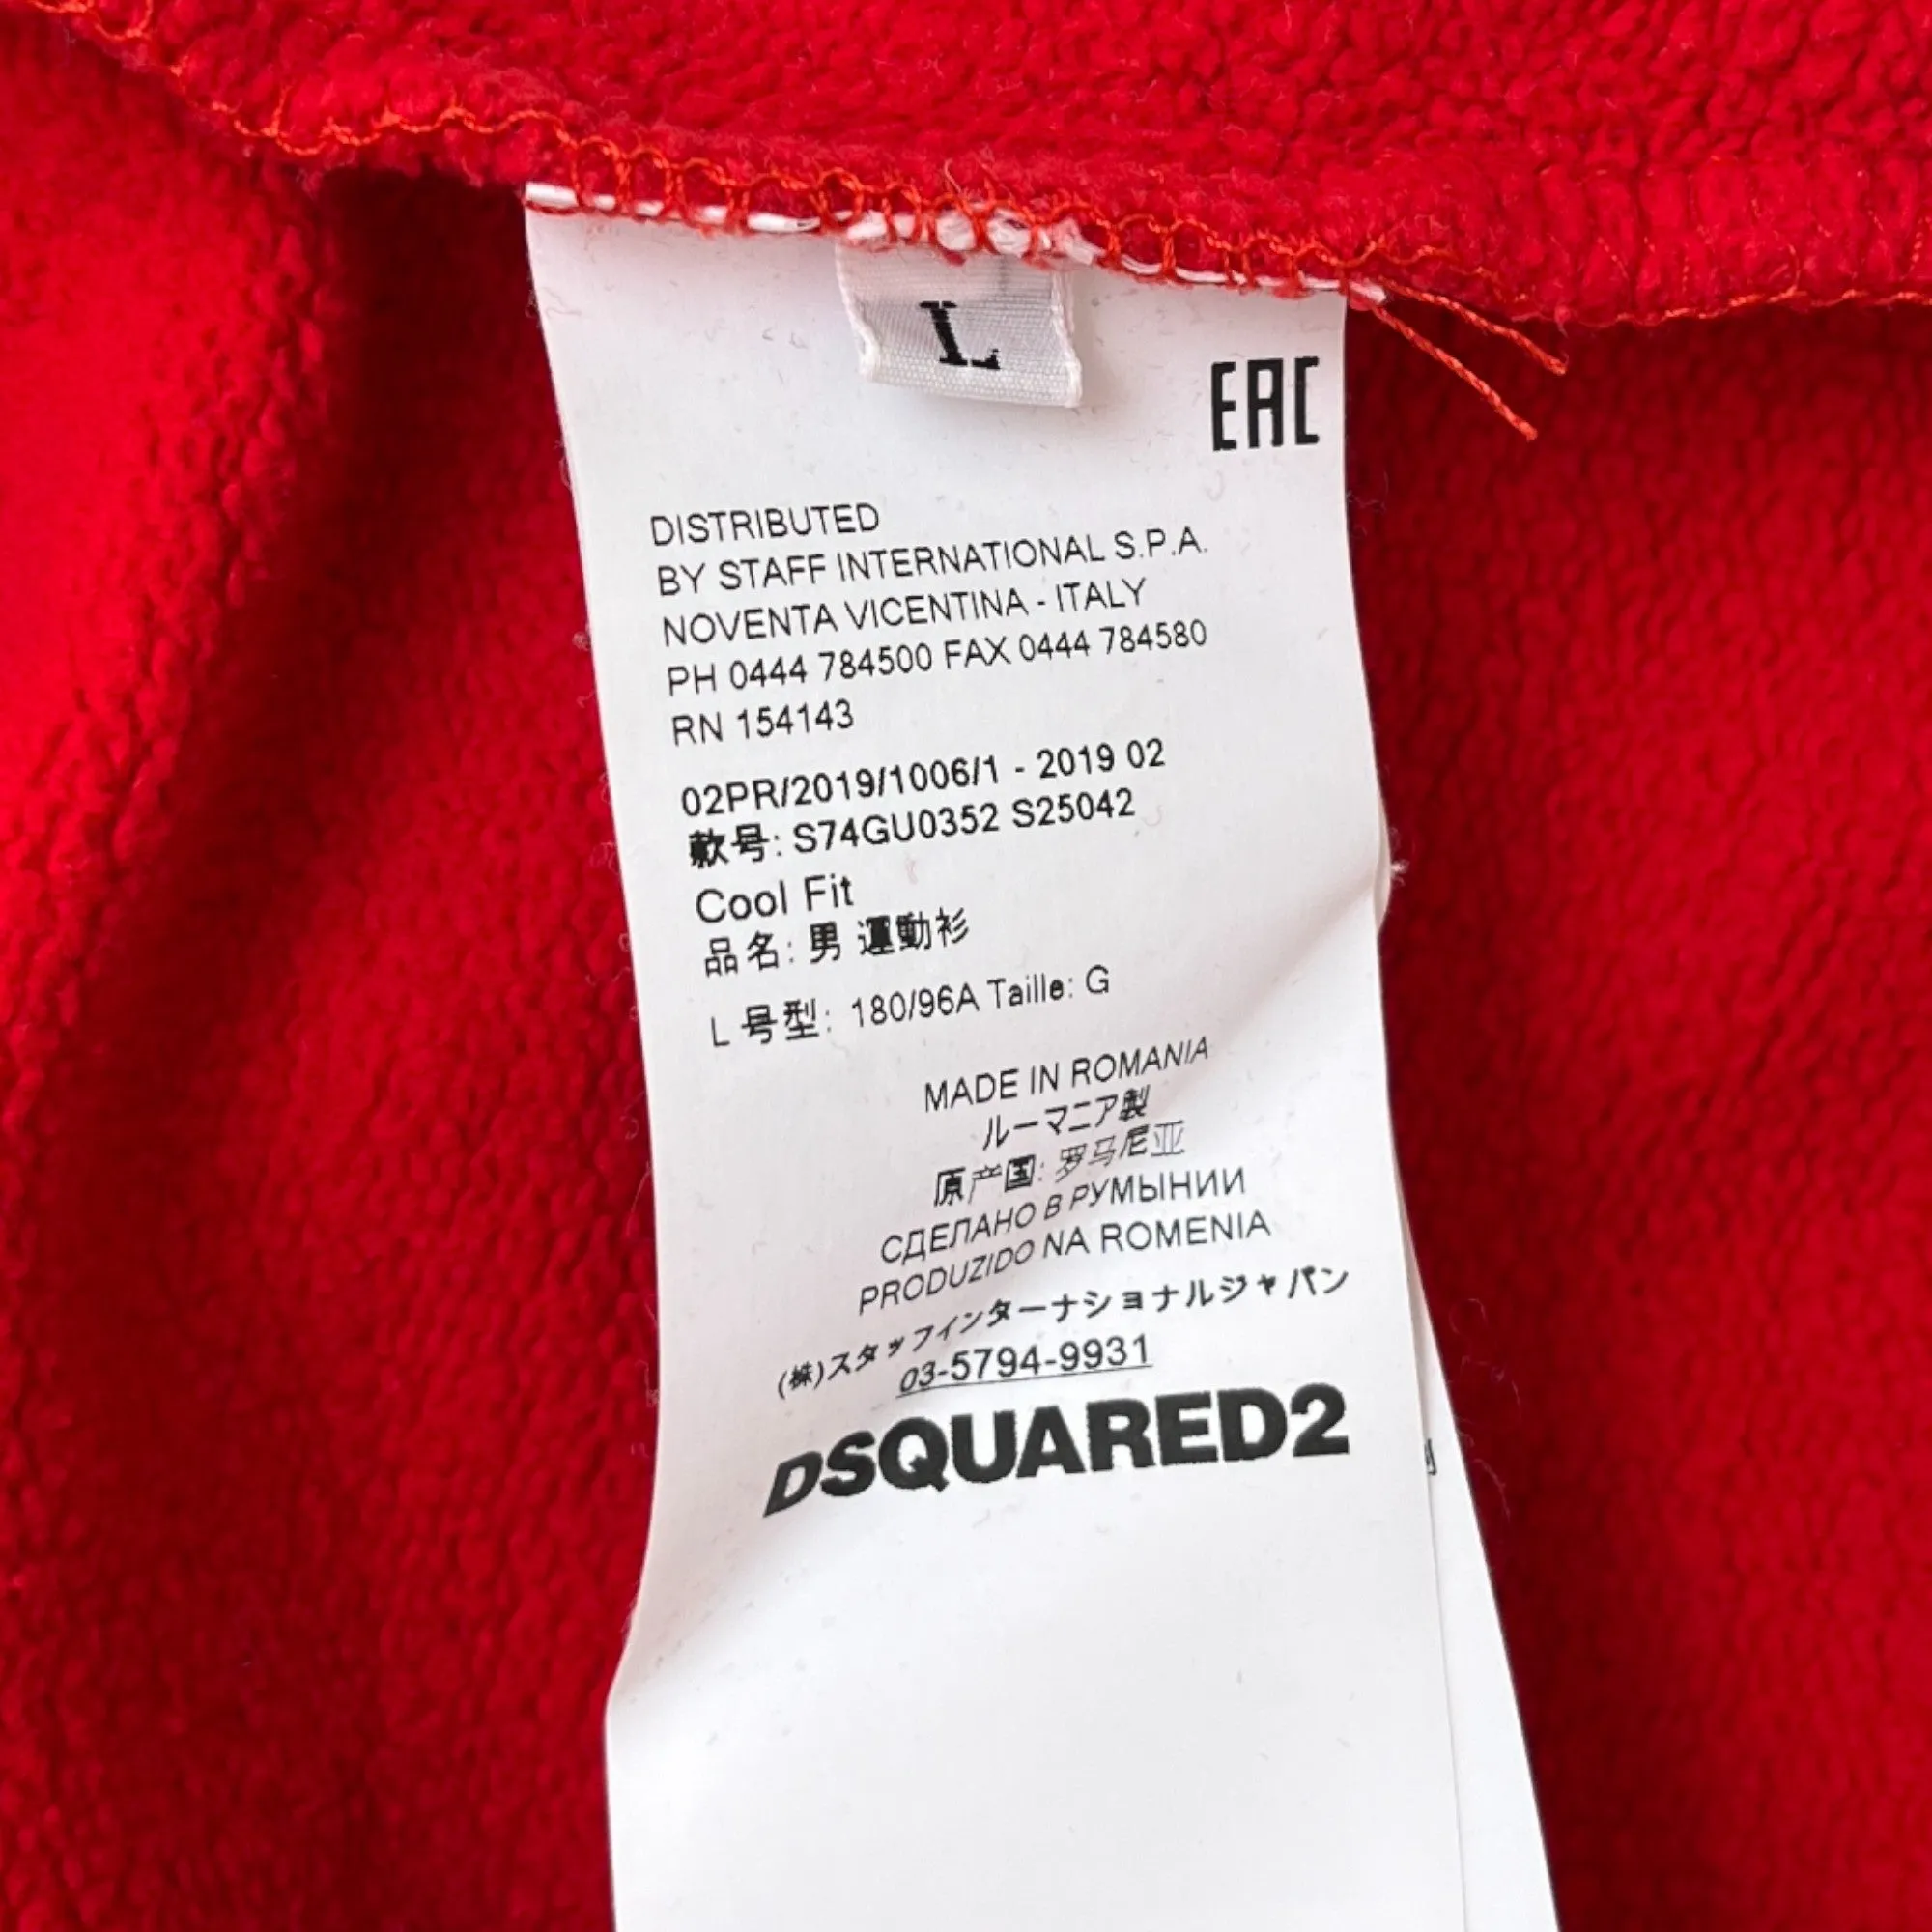 L
EAC
DISTRIBUTED
BY STAFF INTERNATIONAL S.P.A.
NOVENTA VICENTINA - ITALY
PH 0444 784500 FAX 0444 784580
RN 154143
02PR/2019/1006/1 - 2019 02
款号: S74GU0352 S25042
Cool Fit
品名: 男 運動衫
L 号型: 180/96A Taille: G
MADE IN ROMANIA
ルーマニア製
原产国: 罗马尼亚
СДЕЛАНО В РУМЫНИИ
PRODUZIDO NA ROMENIA
(株)スタッフインターナショナルジャパン
03-5794-9931
DSQUARED2